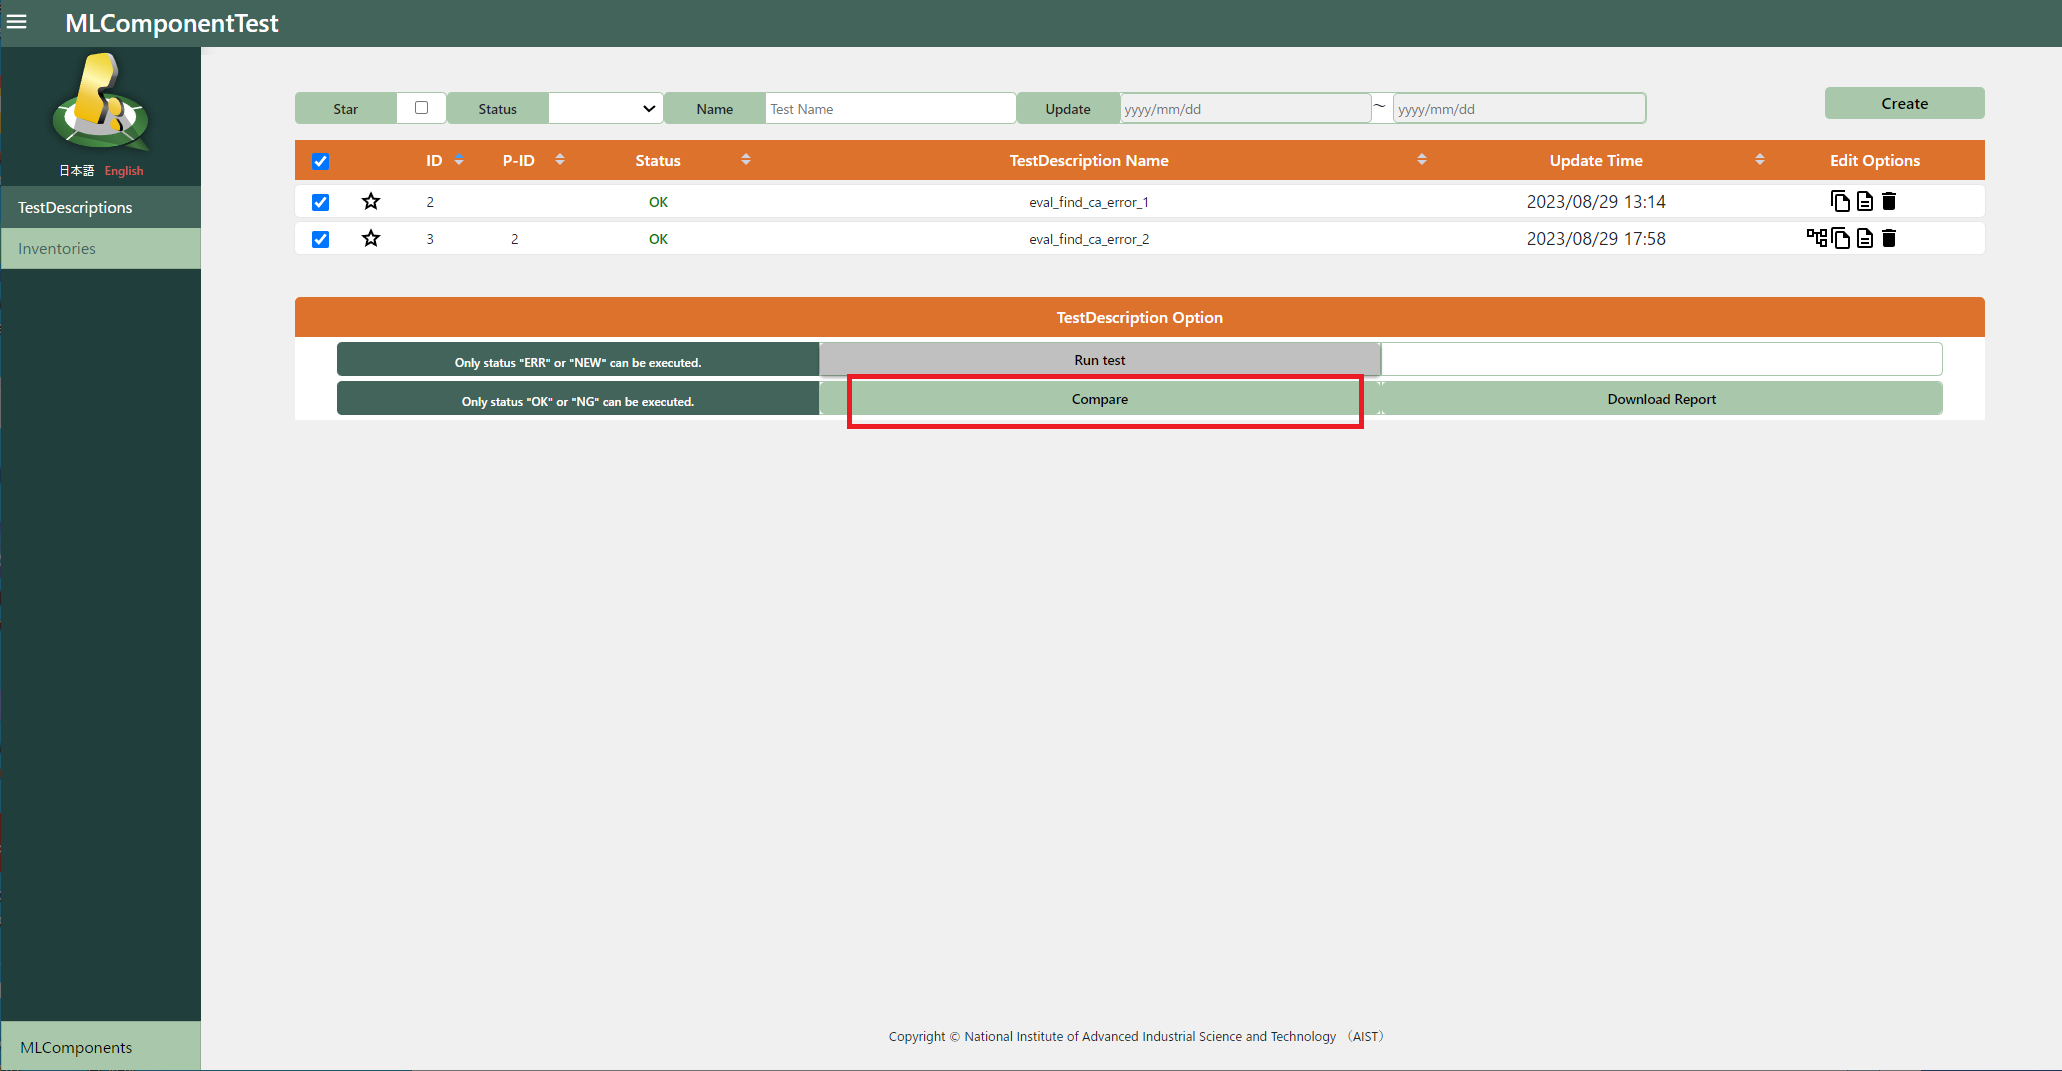 MLComponentTest
日本語 English
TestDescriptions
Inventories
MLComponents
Star Status Name Test Name Update yyyy/mm/dd ~ yyyy/mm/dd Create
ID P-ID Status TestDescription Name Update Time Edit Options
2 OK eval_find_ca_error_1 2023/08/29 13:14
3 2 OK eval_find_ca_error_2 2023/08/29 17:58
TestDescription Option
Only status "ERR" or "NEW" can be executed. Run test
Only status "OK" or "NG" can be executed. Compare Download Report
Copyright © National Institute of Advanced Industrial Science and Technology （AIST）